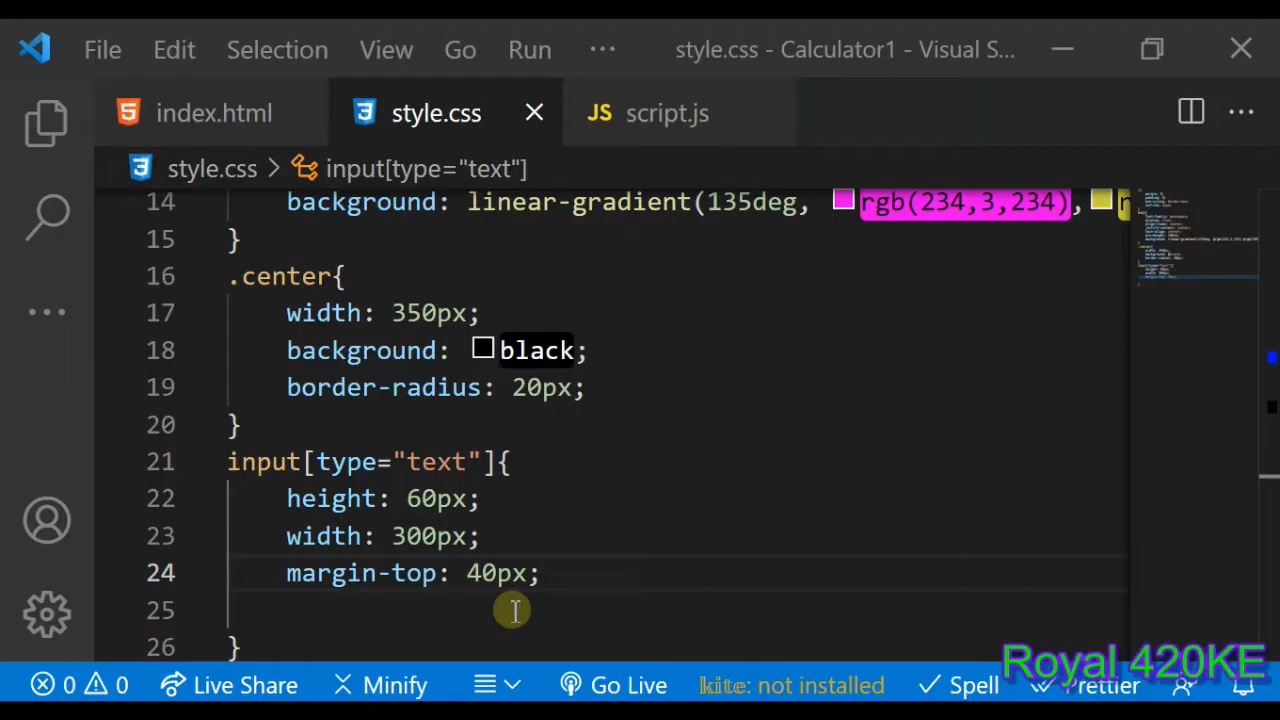 File Edit Selection View Go Run ··· style.css - Calculator1 - Visual S...
index.html style.css JS script.js
style.css > input[type="text"]
14 background: linear-gradient(135deg, rgb(234,3,234),
15 }
16 .center{
17 width: 350px;
18 background: black;
19 border-radius: 20px;
20 }
21 input[type="text"]{
22 height: 60px;
23 width: 300px;
24 margin-top: 40px;
25
26 }
Royal 420KE
0 0 Live Share Minify Go Live kite: not installed Spell Prettier